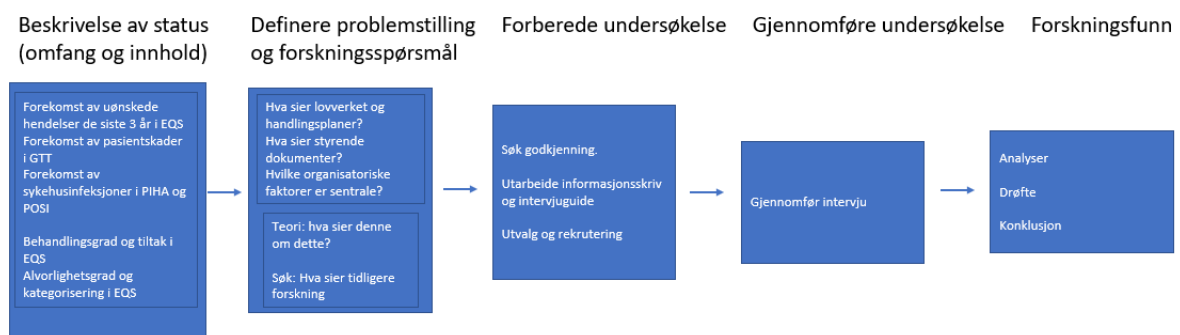 Beskrivelse av status
(omfang og innhold)
Forekomst av uønskede
hendelser de siste 3 år i EQS
Forekomst av pasientskader
i GTT
Forekomst av
sykehusinfeksjoner i PIHA og
POSI
Behandlingsgrad og tiltak i
EQS
Alvorlighetsgrad og
kategorisering i EQS
Definere problemstilling
og forskningsspørsmål
Hva sier lovverket og
handlingsplaner?
Hva sier styrende
dokumenter?
Hvilke organisatoriske
faktorer er sentrale?
Teori: hva sier denne
om dette?
Søk: Hva sier tidligere
forskning
Forberede undersøkelse
Søk godkjenning.
Utarbeide informasjonsskriv
og intervjuguide
Utvalg og rekrutering
Gjennomføre undersøkelse
Gjennomfør intervju
Forskningsfunn
Analyser
Drøfte
Konklusjon